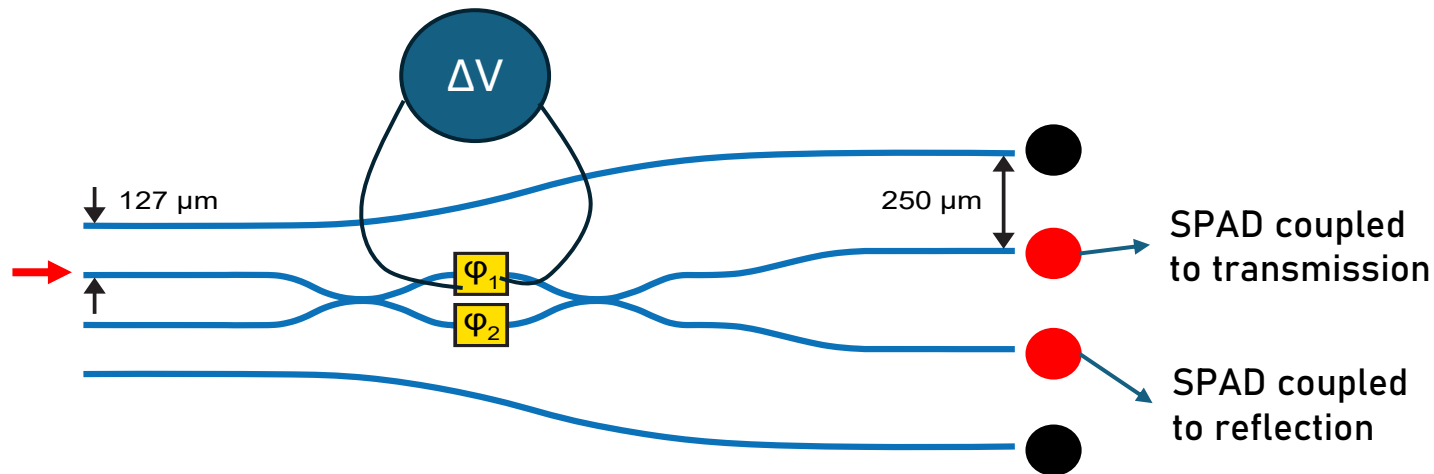 ΔV
127 µm
250 µm
φ1
φ2
SPAD coupled
to transmission
SPAD coupled
to reflection